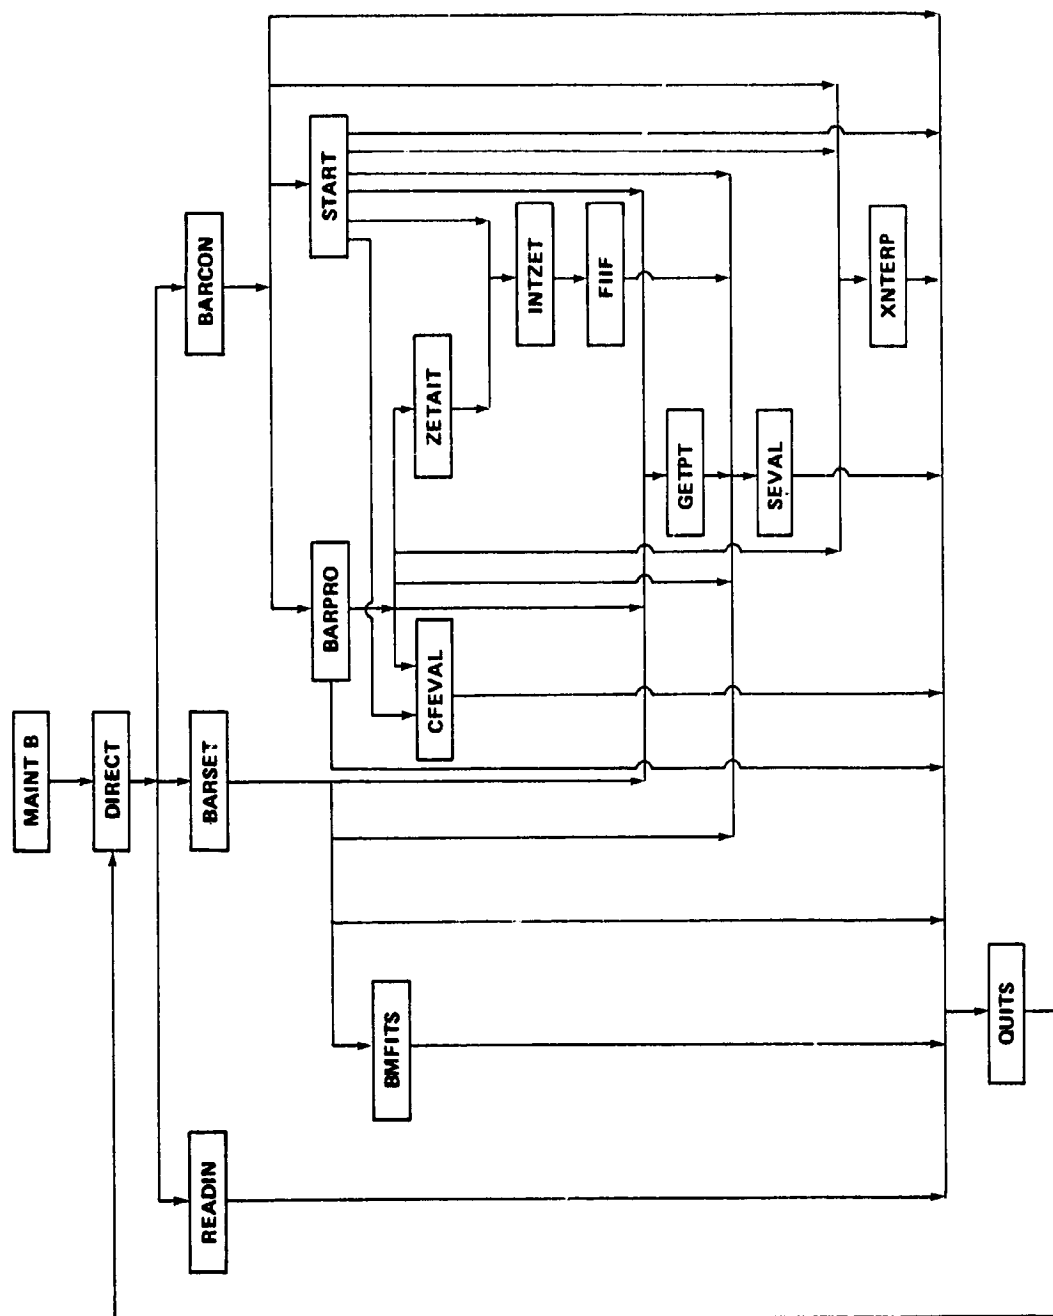 MAINT B
DIRECT
READIN
BARSET
BARCON
BMFITS
BARPRO
START
CFEVAL
ZETAIT
INTZET
FIIF
GETPT
SEVAL
XNTERP
QUITS